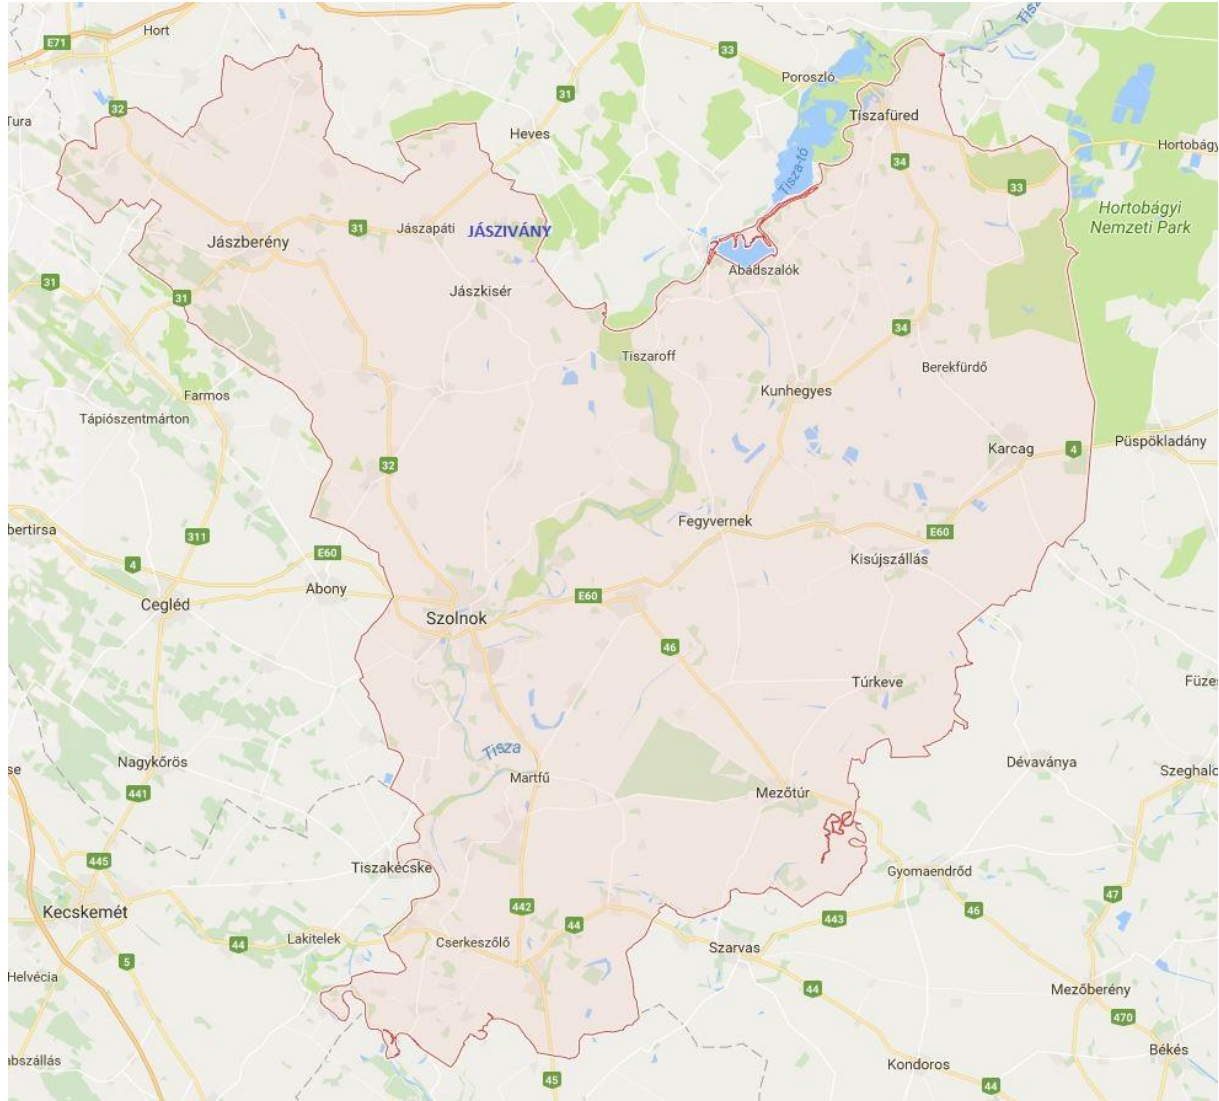 Hort
E71
33
Tisz
Poroszló
31
32
Tura
Tiszafüred
Heves
Hortobágy
34
33
Tisza-tó
Hortobágyi
Nemzeti Park
31
Jászapáti
JÁSZIVÁNY
Jászberény
Abádszalók
31
31
Jászkisér
34
Tiszaroff
Berekfürdő
Kunhegyes
Farmos
Tápiószentmárton
Karcag
4
Püspökladány
32
Fegyvernek
bertirsa
311
E60
E60
Kisújszállás
4
Abony
E60
Cegléd
Szolnok
46
Túrkeve
Füzes
Tisza
Nagykőrös
Dévaványa
se
Martfű
Szeghalo
441
Mezőtúr
445
Tiszakécske
Gyomaendrőd
47
Kecskemét
442
44
443
46
44
Lakitelek
Cserkeszőlő
Szarvas
5
Helvécia
44
Mezőberény
470
abszállás
Kondoros
Békés
45
44